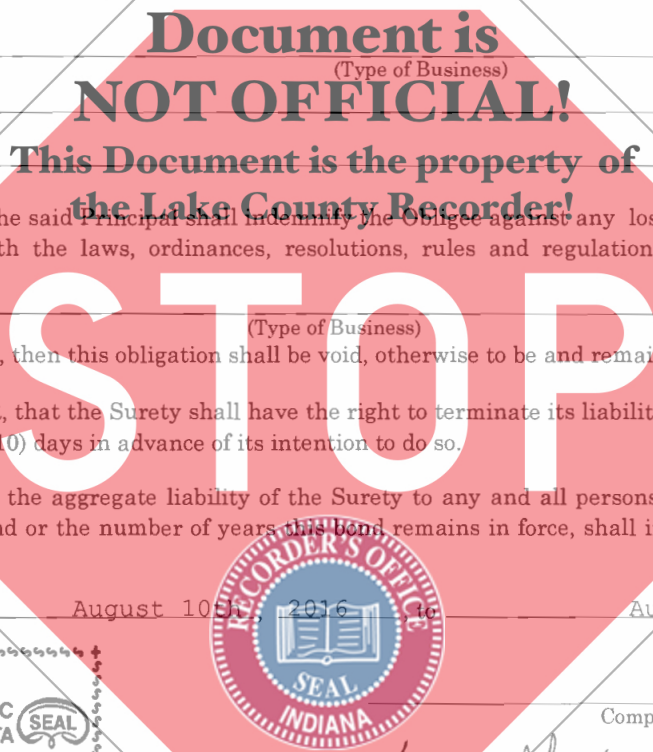 Document is
(Type of Business)
NOT OFFICIAL!
This Document is the property of
the Lake County Recorder!
he said Principal shall indemnify the Obligee against any los
th the laws, ordinances, resolutions, rules and regulation
STOP
(Type of Business)
, then this obligation shall be void, otherwise to be and remai
, that the Surety shall have the right to terminate its liabilit
10) days in advance of its intention to do so.
the aggregate liability of the Surety to any and all persons
nd or the number of years this bond remains in force, shall i
RECORDER'S OFFICE
August 10th, 2016, to Au
SEAL
INDIANA
C
TA
SEAL
Comp